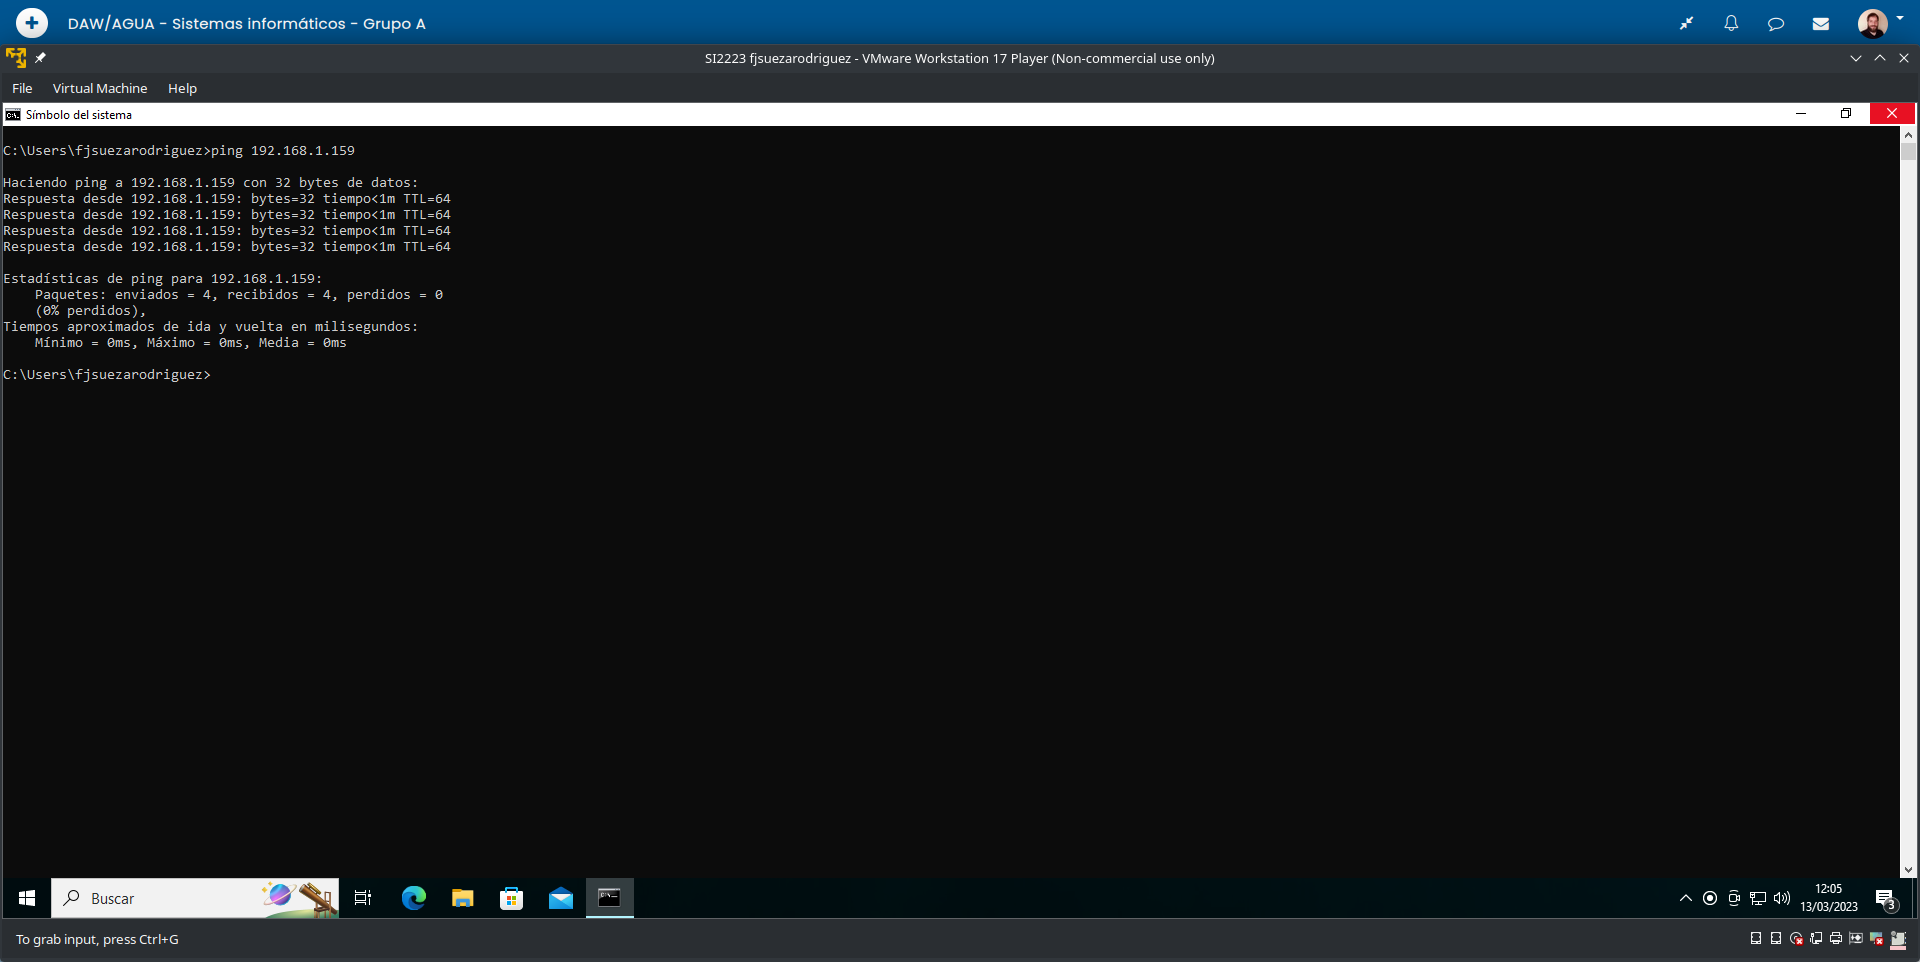 DAW/AGUA - Sistemas informáticos - Grupo A
SI2223 fjsuezarodriguez - VMware Workstation 17 Player (Non-commercial use only)
File Virtual Machine Help
Símbolo del sistema
C:\Users\fjsuezarodriguez>ping 192.168.1.159
Haciendo ping a 192.168.1.159 con 32 bytes de datos:
Respuesta desde 192.168.1.159: bytes=32 tiempo<1m TTL=64
Respuesta desde 192.168.1.159: bytes=32 tiempo<1m TTL=64
Respuesta desde 192.168.1.159: bytes=32 tiempo<1m TTL=64
Respuesta desde 192.168.1.159: bytes=32 tiempo<1m TTL=64
Estadísticas de ping para 192.168.1.159:
Paquetes: enviados = 4, recibidos = 4, perdidos = 0
(0% perdidos),
Tiempos aproximados de ida y vuelta en milisegundos:
Mínimo = 0ms, Máximo = 0ms, Media = 0ms
C:\Users\fjsuezarodriguez>
Buscar
12:05
13/03/2023
3
To grab input, press Ctrl+G